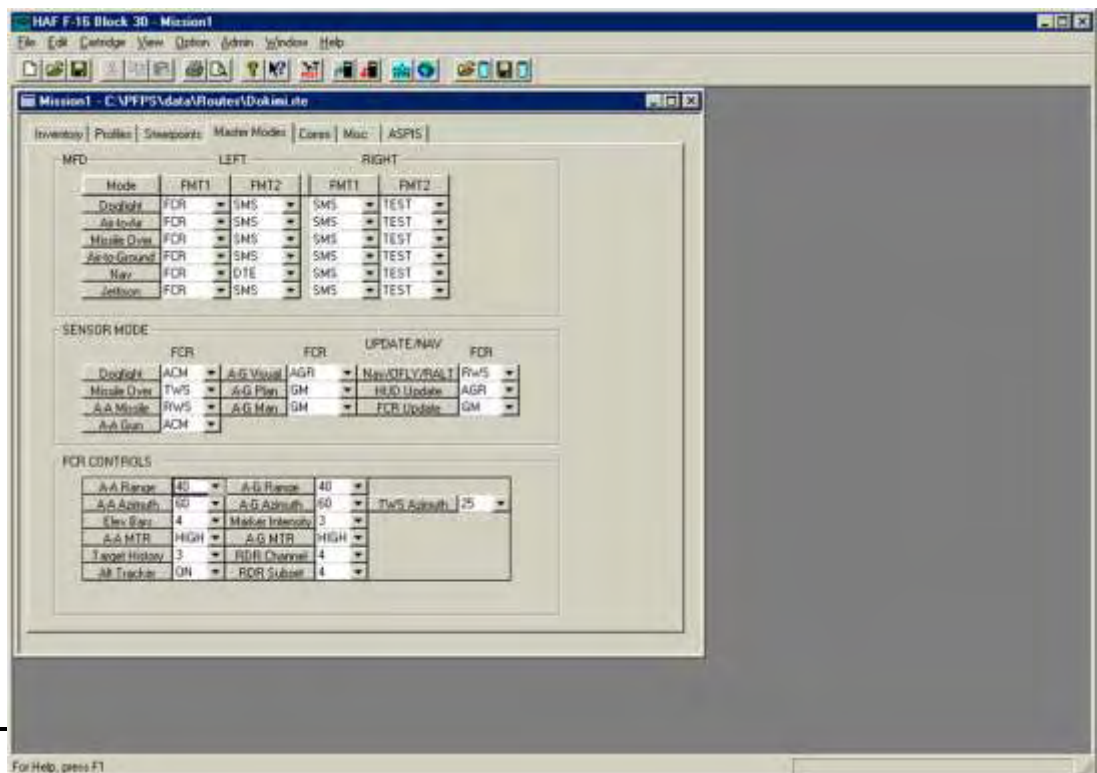 HAF F-16 Block 30 - Mission1
File Edit Cartridge View Option Admin Window Help
Mission1 - C:\PFPS\data\Routes\Dokimi.rte
Inventory Profiles Steerpoints Master Modes Comm Misc ASPIS
MFD LEFT RIGHT
Mode FMT1 FMT2 FMT1 FMT2
Dogfight FCR SMS SMS TEST
Air-to-Air FCR SMS SMS TEST
Missile Over FCR SMS SMS TEST
Air-to-Ground FCR SMS SMS TEST
Nav FCR DTE SMS TEST
Jettison FCR SMS SMS TEST
SENSOR MODE
UPDATE/NAV
FCR FCR FCR
Dogfight ACM A-G Visual AGR Nav/OFLY/RALT RWS
Missile Over TWS A-G Plan GM HUD Update AGR
A-A Missile RWS A-G Man GM FCR Update GM
A-A Gun ACM
FCR CONTROLS
A-A Range 40 A-G Range 40
A-A Azimuth 60 A-G Azimuth 60 TWS Azimuth 25
Elev Bars 4 Marker Intensity 3
A-A MTR HIGH A-G MTR HIGH
Target History 3 RDR Channel 4
Alt Tracker ON RDR Subset 4
For Help, press F1